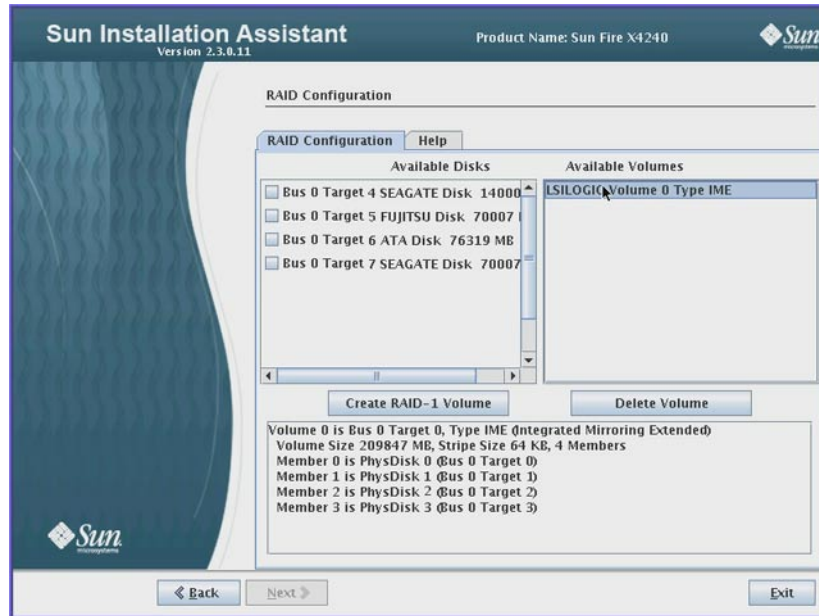 Sun Installation Assistant
Version 2.3.0.11
Product Name: Sun Fire X4240
Sun
microsystems
RAID Configuration
RAID Configuration
Help
Available Disks
Available Volumes
Bus 0 Target 4 SEAGATE Disk 14000
Bus 0 Target 5 FUJITSU Disk 70007
Bus 0 Target 6 ATA Disk 76319 MB
Bus 0 Target 7 SEAGATE Disk 70007
LSILOGIC Volume 0 Type IME
Create RAID-1 Volume
Delete Volume
Volume 0 is Bus 0 Target 0, Type IME (Integrated Mirroring Extended)
Volume Size 209847 MB, Stripe Size 64 KB, 4 Members
Member 0 is PhysDisk 0 (Bus 0 Target 0)
Member 1 is PhysDisk 1 (Bus 0 Target 1)
Member 2 is PhysDisk 2 (Bus 0 Target 2)
Member 3 is PhysDisk 3 (Bus 0 Target 3)
Sun
microsystems
Back
Next
Exit